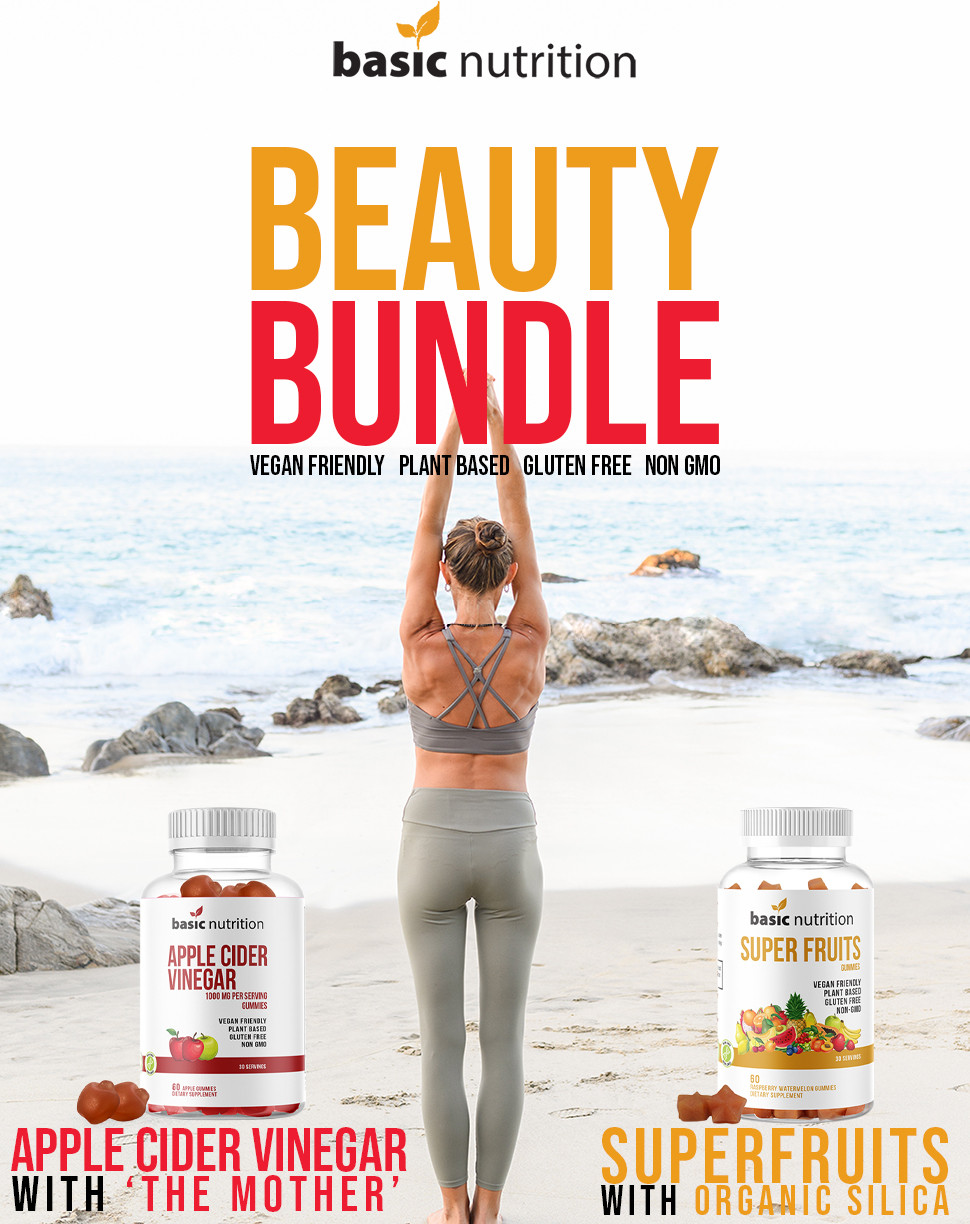 basic nutrition
BEAUTY
BUNDLE
VEGAN FRIENDLY PLANT BASED GLUTEN FREE NON GMO
basic nutrition
APPLE CIDER
VINEGAR
1000 MG PER SERVING
GUMMIES
VEGAN FRIENDLY
PLANT BASED
GLUTEN FREE
NON GMO
30 SERVINGS
60 APPLE GUMMIES
DIETARY SUPPLEMENT
basic nutrition
SUPER FRUITS
GUMMIES
VEGAN FRIENDLY
PLANT BASED
GLUTEN FREE
NON-GMO
30 SERVINGS
60
RASPBERRY WATERMELON GUMMIES
DIETARY SUPPLEMENT
APPLE CIDER VINEGAR
WITH ‘THE MOTHER’
SUPERFRUITS
WITH ORGANIC SILICA